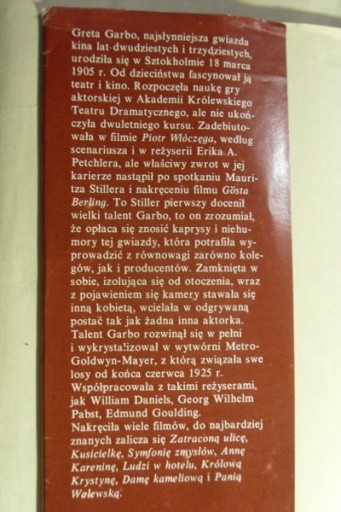 Greta Garbo, najsłynniejsza gwiazda
kina lat dwudziestych i trzydziestych,
urodziła się w Sztokholmie 18 marca
1905 r. Od dzieciństwa fascynował ją
teatr i kino. Rozpoczęła naukę gry
aktorskiej w Akademii Królewskiego
Teatru Dramatycznego, ale nie ukoń-
czyła dwuletniego kursu. Zadebiuto-
wała w filmie Piotr Włóczęga, według
scenariusza i w reżyserii Erika A.
Petchlera, ale właściwy zwrot w jej
karierze nastąpił po spotkaniu Mauri-
tza Stillera i nakręceniu filmu Gösta
Berling. To Stiller pierwszy docenił
wielki talent Garbo, to on zrozumiał,
że opłaca się znosić kaprysy i niehu-
mory tej gwiazdy, która potrafiła wy-
prowadzić z równowagi zarówno kole-
gów, jak i producentów. Zamknięta w
sobie, izolująca się od otoczenia, wraz
z pojawieniem się kamery stawała się
inną kobietą, wcielała w odgrywaną
postać tak jak żadna inna aktorka.
Talent Garbo rozwinął się w pełni
i wykrystalizował w wytwórni Metro-
Goldwyn-Mayer, z którą związała swe
losy od końca czerwca 1925 r.
Współpracowała z takimi reżyserami,
jak William Daniels, Georg Wilhelm
Pabst, Edmund Goulding.
Nakręciła wiele filmów, do najbardziej
znanych zalicza się Zatraconą ulicę,
Kusicielkę, Symfonię zmysłów, Annę
Kareninę, Ludzi w hotelu, Królową
Krystynę, Damę kameliową i Panią
Walewską.